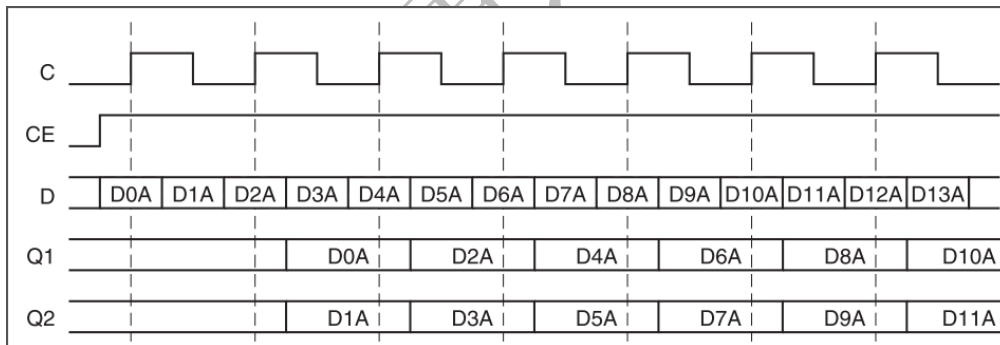 C
CE
D D0A D1A D2A D3A D4A D5A D6A D7A D8A D9A D10A D11A D12A D13A
Q1 D0A D2A D4A D6A D8A D10A
Q2 D1A D3A D5A D7A D9A D11A